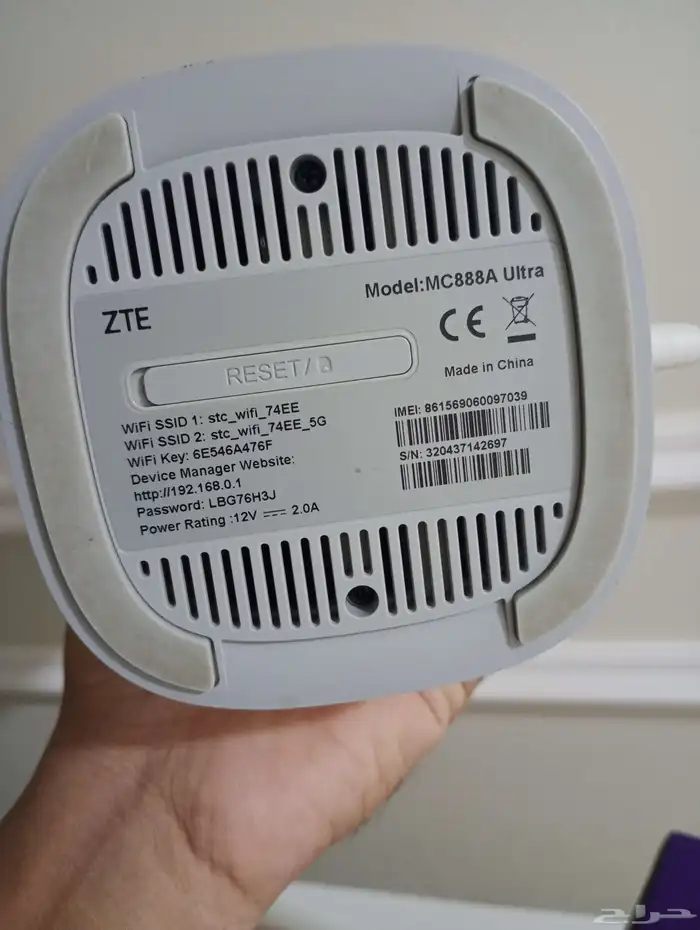 Model:MC888A Ultra
ZTE
RESET/
Made in China
WiFi SSID 1: stc_wifi_74EE
WiFi SSID 2: stc_wifi_74EE_5G
WiFi Key: 6E546A476F
Device Manager Website:
http://192.168.0.1
Password: LBG76H3J
Power Rating :12V ⎓ 2.0A
IMEI: 861569060097039
S/N: 320437142697
حراج